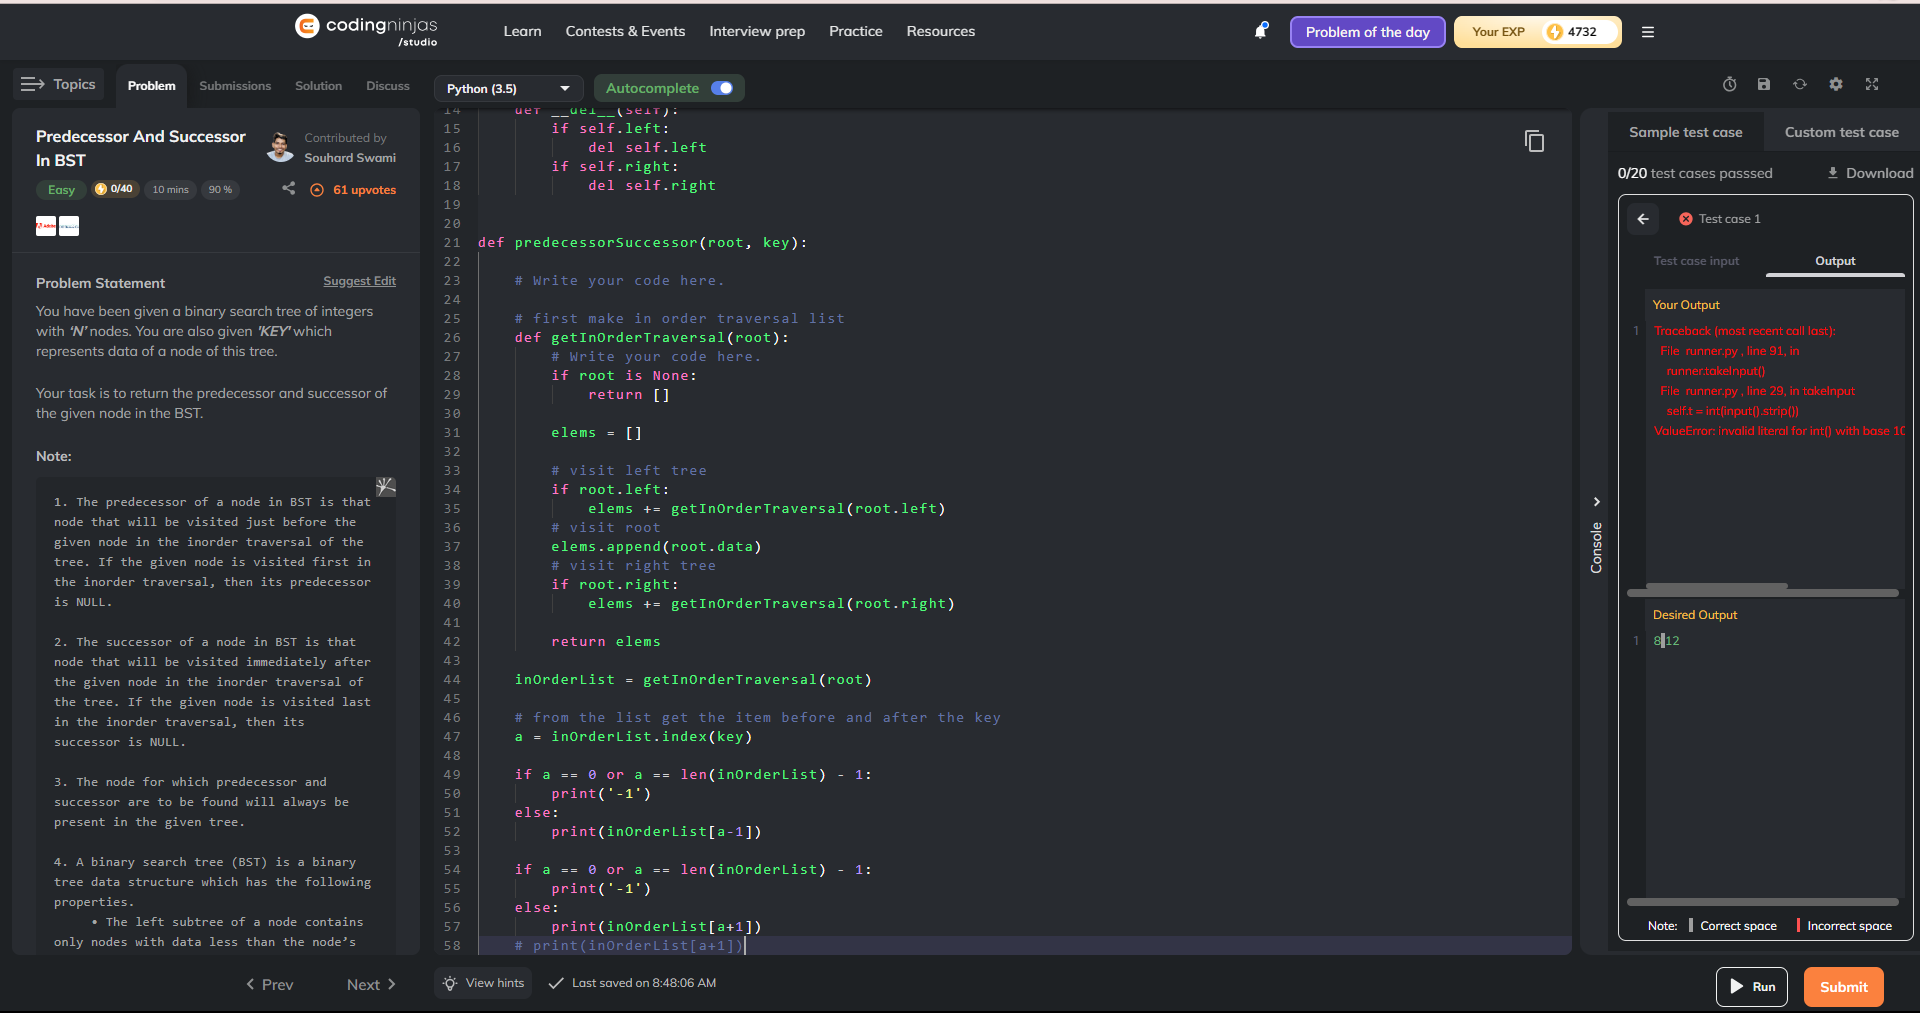 codingninjas
/studio
Learn
Contests & Events
Interview prep
Practice
Resources
Problem of the day
Your EXP
4732
Topics
Problem
Submissions
Solution
Discuss
Python (3.5)
Autocomplete
Predecessor And Successor
In BST
Contributed by
Souhard Swami
Easy
0/40
10 mins
90 %
61 upvotes
Adobe
Problem Statement
Suggest Edit
You have been given a binary search tree of integers
with ‘N’ nodes. You are also given 'KEY' which
represents data of a node of this tree.
Your task is to return the predecessor and successor of
the given node in the BST.
Note:
1. The predecessor of a node in BST is that
node that will be visited just before the
given node in the inorder traversal of the
tree. If the given node is visited first in
the inorder traversal, then its predecessor
is NULL.
2. The successor of a node in BST is that
node that will be visited immediately after
the given node in the inorder traversal of
the tree. If the given node is visited last
in the inorder traversal, then its
successor is NULL.
3. The node for which predecessor and
successor are to be found will always be
present in the given tree.
4. A binary search tree (BST) is a binary
tree data structure which has the following
properties.
• The left subtree of a node contains
only nodes with data less than the node’s
Prev
Next
14 def __del__(self):
15 if self.left:
16 del self.left
17 if self.right:
18 del self.right
19
20
21 def predecessorSuccessor(root, key):
22
23 # Write your code here.
24
25 # first make in order traversal list
26 def getInOrderTraversal(root):
27 # Write your code here.
28 if root is None:
29 return []
30
31 elems = []
32
33 # visit left tree
34 if root.left:
35 elems += getInOrderTraversal(root.left)
36 # visit root
37 elems.append(root.data)
38 # visit right tree
39 if root.right:
40 elems += getInOrderTraversal(root.right)
41
42 return elems
43
44 inOrderList = getInOrderTraversal(root)
45
46 # from the list get the item before and after the key
47 a = inOrderList.index(key)
48
49 if a == 0 or a == len(inOrderList) - 1:
50 print('-1')
51 else:
52 print(inOrderList[a-1])
53
54 if a == 0 or a == len(inOrderList) - 1:
55 print('-1')
56 else:
57 print(inOrderList[a+1])
58 # print(inOrderList[a+1])
View hints
Last saved on 8:48:06 AM
Console
Sample test case
Custom test case
0/20 test cases passsed
Download
Test case 1
Test case input
Output
Your Output
1 Traceback (most recent call last):
File runner.py , line 91, in
runner.takeInput()
File runner.py , line 29, in takeInput
self.t = int(input().strip())
ValueError: invalid literal for int() with base 10
Desired Output
1 8 12
Note:
Correct space
Incorrect space
Run
Submit